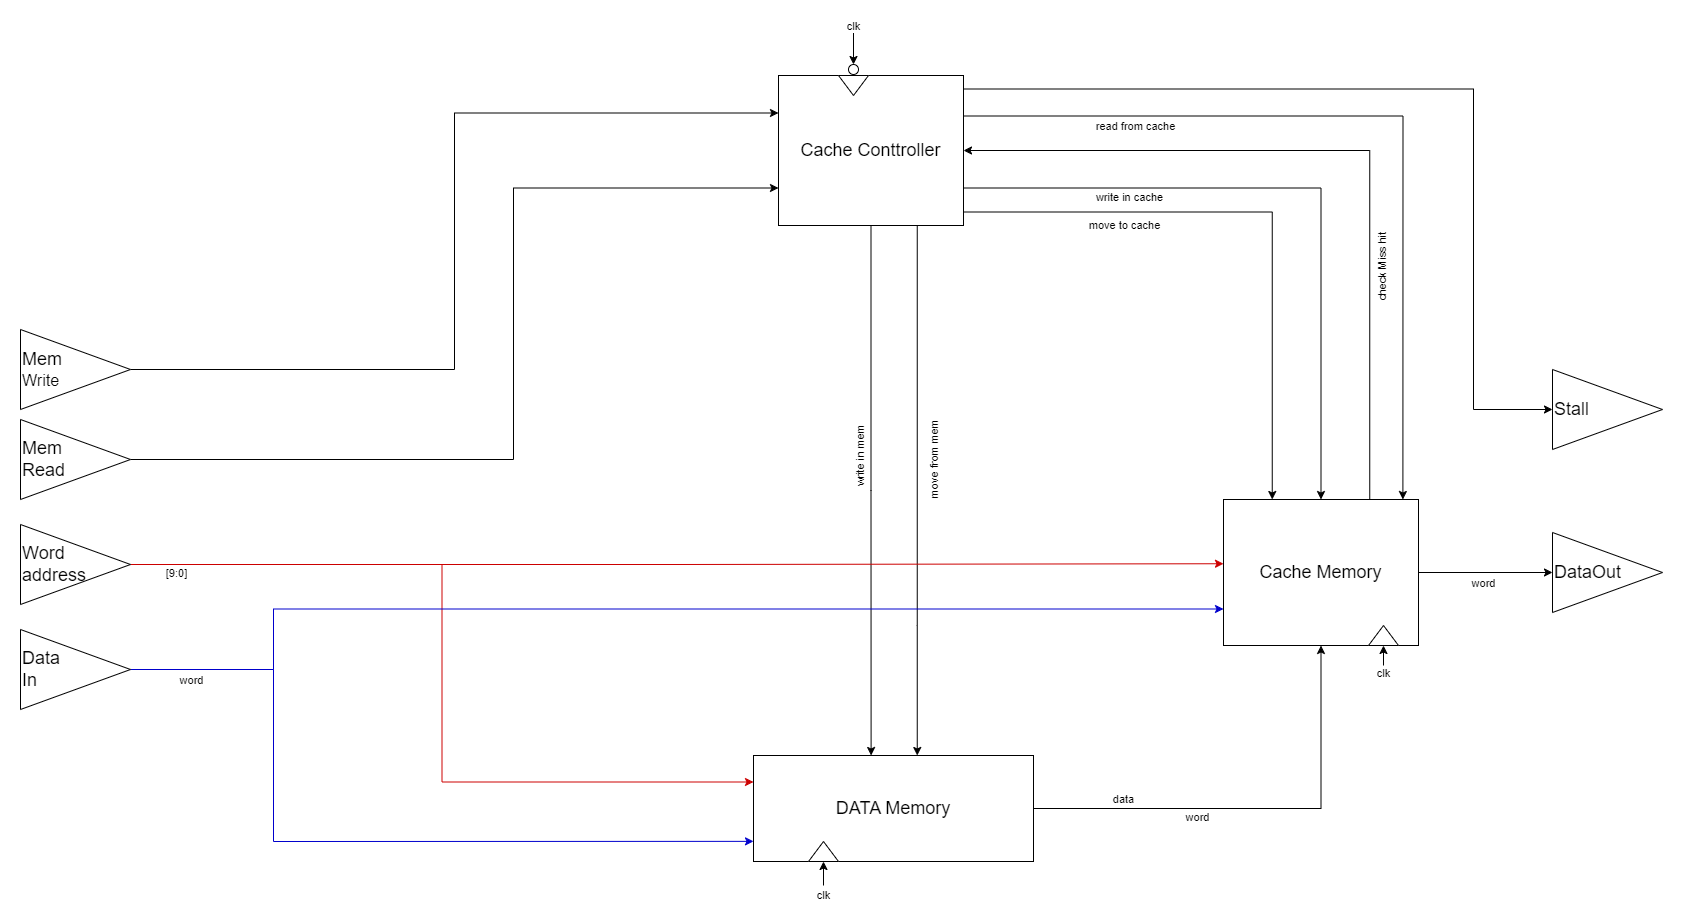 clk
Cache Conttroller
read from cache
write in cache
move to cache
check Miss hit
Mem
Write
Stall
Mem
Read
write in mem
move from mem
Word
address
[9:0]
Cache Memory
DataOut
word
Data
In
word
clk
DATA Memory
data
word
clk